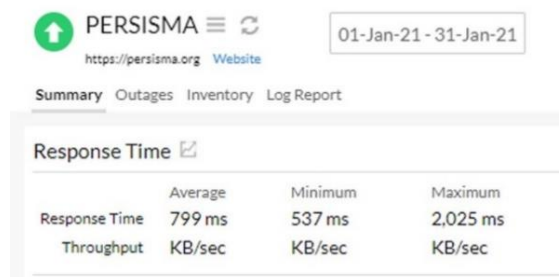 PERSISMA
01-Jan-21 - 31-Jan-21
https://persisma.org Website
Summary Outages Inventory Log Report
Response Time
Average Minimum Maximum
Response Time 799 ms 537 ms 2,025 ms
Throughput KB/sec KB/sec KB/sec